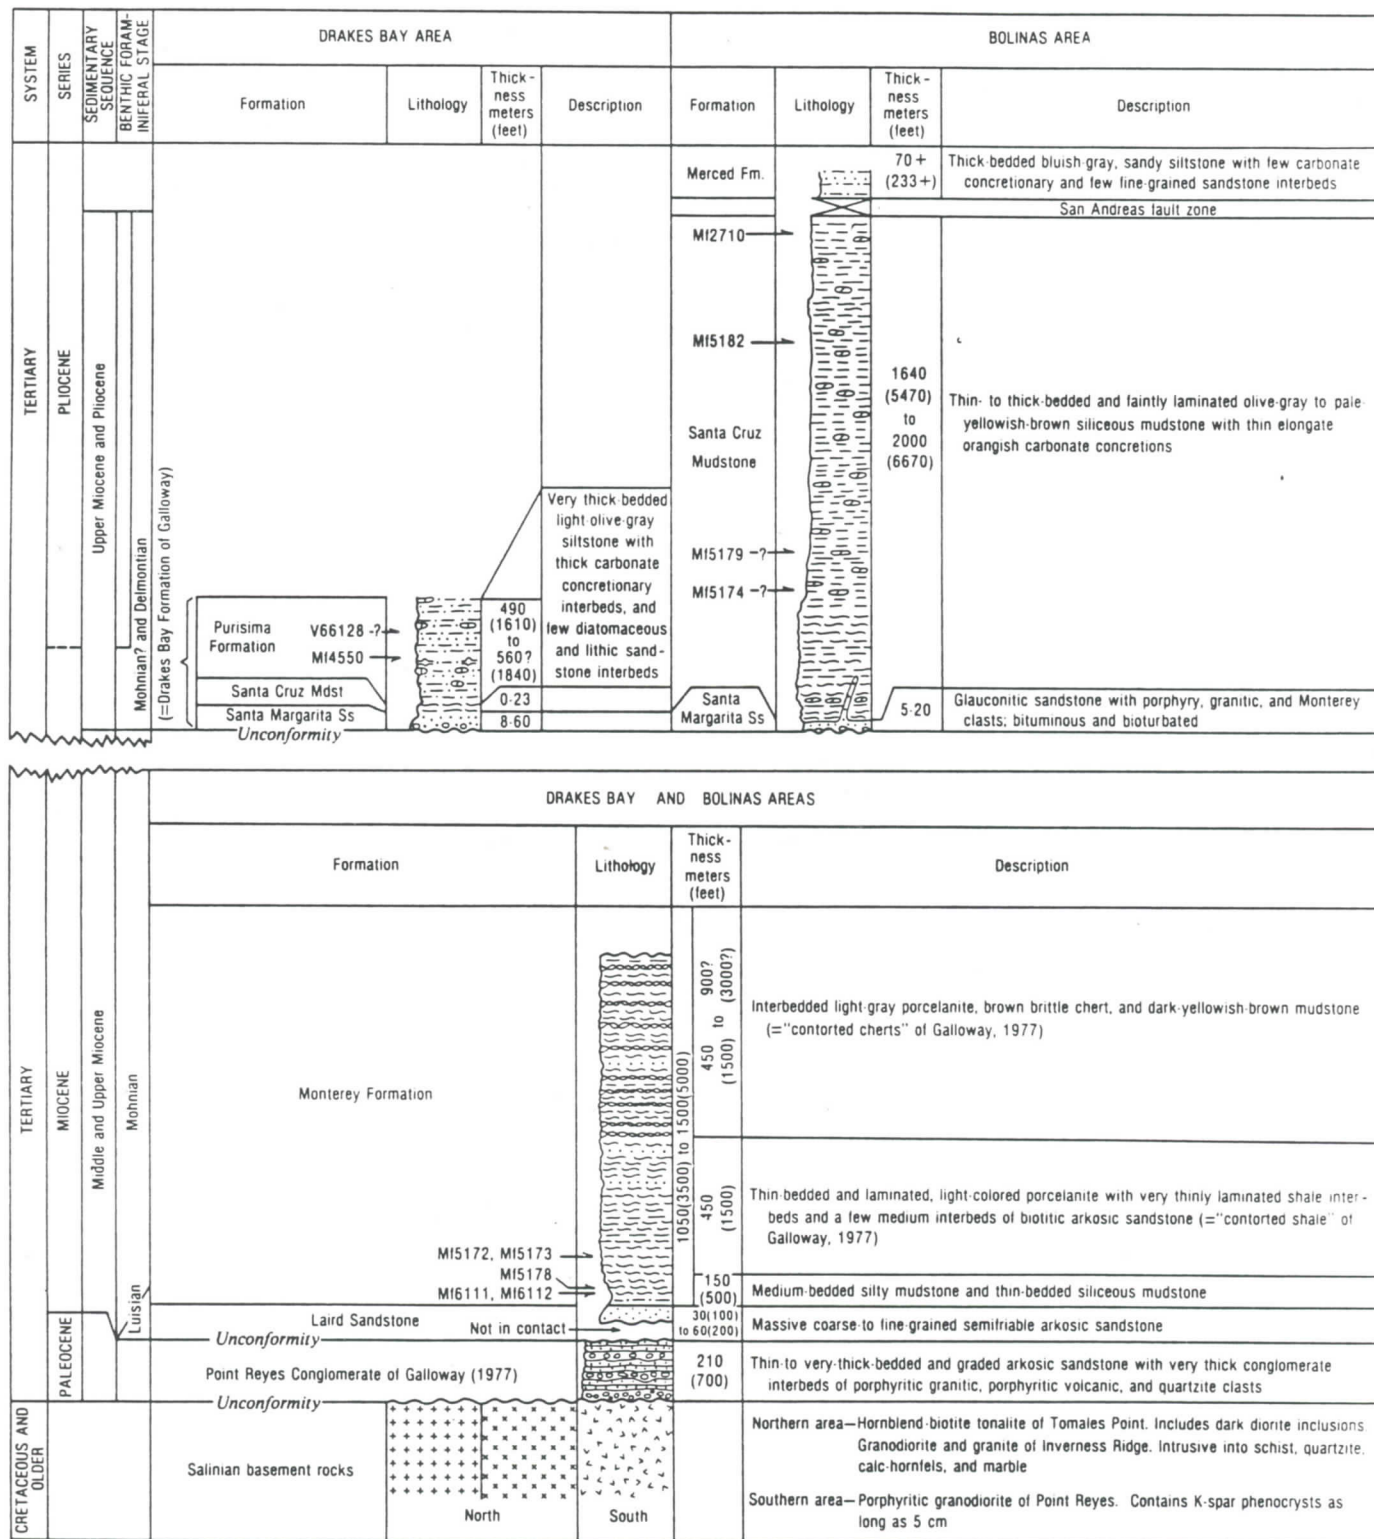 SYSTEM
SERIES
SEDIMENTARY
SEQUENCE
BENTHIC FORAM-
INIFERAL STAGE
DRAKES BAY AREA
Formation
Lithology
Thick-
ness
meters
(feet)
Description
BOLINAS AREA
Formation
Lithology
Thick-
ness
meters
(feet)
Description
TERTIARY
PLIOCENE
Upper Miocene and Pliocene
Mohnian? and Delmontian
(=Drakes Bay Formation of Galloway)
Purisima
Formation
V66128 -?
Mf4550
490
(1610)
to
560?
(1840)
Very thick-bedded
light olive-gray
siltstone with
thick carbonate
concretionary
interbeds, and
few diatomaceous
and lithic sand-
stone interbeds
Santa Cruz Mdst
0-23
Santa Margarita Ss
8-60
Unconformity
Merced Fm.
70+
(233+)
Thick-bedded bluish-gray, sandy siltstone with few carbonate
concretionary and few fine-grained sandstone interbeds
San Andreas fault zone
Mf2710
Mf5182
Santa Cruz
Mudstone
Mf5179 -?
Mf5174 -?
1640
(5470)
to
2000
(6670)
Thin- to thick-bedded and faintly laminated olive-gray to pale-
yellowish-brown siliceous mudstone with thin elongate
orangish carbonate concretions
Santa
Margarita Ss
5-20
Glauconitic sandstone with porphyry, granitic, and Monterey
clasts; bituminous and bioturbated
DRAKES BAY AND BOLINAS AREAS
Formation
Lithology
Thick-
ness
meters
(feet)
Description
TERTIARY
MIOCENE
Middle and Upper Miocene
Mohnian
Luisian
Monterey Formation
Mf5172, Mf5173
Mf5178
Mf6111, Mf6112
1050(3500) to 1500(5000)
450 to 900?
(1500) (3000?)
Interbedded light-gray porcelanite, brown brittle chert, and dark-yellowish-brown mudstone
(="contorted cherts" of Galloway, 1977)
450
(1500)
Thin-bedded and laminated, light-colored porcelanite with very thinly laminated shale inter-
beds and a few medium interbeds of biotitic arkosic sandstone (="contorted shale" of
Galloway, 1977)
150
(500)
Medium-bedded silty mudstone and thin-bedded siliceous mudstone
Laird Sandstone
Not in contact
30(100)
to 60(200)
Massive coarse-to fine-grained semifriable arkosic sandstone
Unconformity
PALEOCENE
Point Reyes Conglomerate of Galloway (1977)
210
(700)
Thin-to very-thick-bedded and graded arkosic sandstone with very thick conglomerate
interbeds of porphyritic granitic, porphyritic volcanic, and quartzite clasts
Unconformity
CRETACEOUS AND
OLDER
Salinian basement rocks
North
South
Northern area—Hornblend-biotite tonalite of Tomales Point. Includes dark diorite inclusions
Granodiorite and granite of Inverness Ridge. Intrusive into schist, quartzite,
calc-hornfels, and marble
Southern area—Porphyritic granodiorite of Point Reyes. Contains K-spar phenocrysts as
long as 5 cm